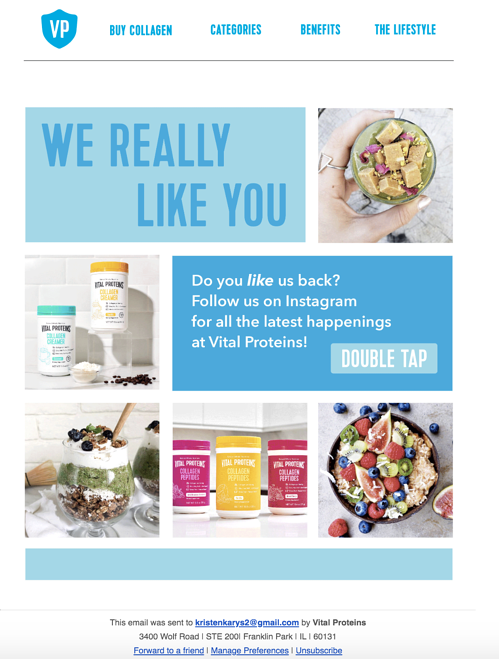 VP
BUY COLLAGEN
CATEGORIES
BENEFITS
THE LIFESTYLE
WE REALLY
LIKE YOU
VITAL PROTEINS
COLLAGEN
CREAMER
VITAL PROTEINS
COLLAGEN
CREAMER
Do you like us back?
Follow us on Instagram
for all the latest happenings
at Vital Proteins!
DOUBLE TAP
VITAL PROTEINS
COLLAGEN
PEPTIDES
VITAL PROTEINS
COLLAGEN
PEPTIDES
VITAL PROTEINS
COLLAGEN
PEPTIDES
This email was sent to kristenkarys2@gmail.com by Vital Proteins
3400 Wolf Road | STE 200| Franklin Park | IL | 60131
Forward to a friend | Manage Preferences | Unsubscribe